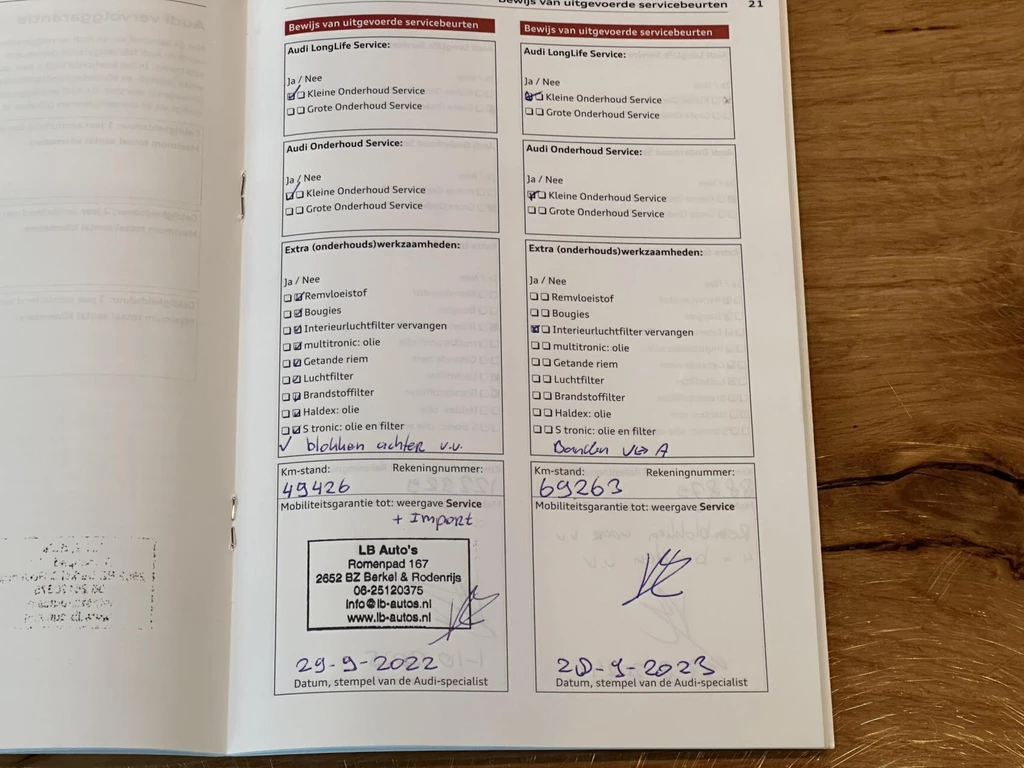 Bewijs van uitgevoerde servicebeurten 21
Bewijs van uitgevoerde servicebeurten
Audi LongLife Service:
Ja / Nee
Kleine Onderhoud Service
Grote Onderhoud Service
Audi Onderhoud Service:
Ja / Nee
Kleine Onderhoud Service
Grote Onderhoud Service
Extra (onderhouds)werkzaamheden:
Ja / Nee
Remvloeistof
Bougies
Interieurluchtfilter vervangen
multitronic: olie
Getande riem
Luchtfilter
Brandstoffilter
Haldex: olie
S tronic: olie en filter
✓ blokken achter v.v.
Km-stand: Rekeningnummer:
49426
Mobiliteitsgarantie tot: weergave Service
+ Import
LB Auto's
Romenpad 167
2652 BZ Berkel & Rodenrijs
06-25120375
Info@lb-autos.nl
www.lb-autos.nl
29-9-2022
Datum, stempel van de Audi-specialist
Bewijs van uitgevoerde servicebeurten
Audi LongLife Service:
Ja / Nee
Kleine Onderhoud Service
Grote Onderhoud Service
Audi Onderhoud Service:
Ja / Nee
Kleine Onderhoud Service
Grote Onderhoud Service
Extra (onderhouds)werkzaamheden:
Ja / Nee
Remvloeistof
Bougies
Interieurluchtfilter vervangen
multitronic: olie
Getande riem
Luchtfilter
Brandstoffilter
Haldex: olie
S tronic: olie en filter
Banden V A
Km-stand: Rekeningnummer:
69263
Mobiliteitsgarantie tot: weergave Service
-9-2023
Datum, stempel van de Audi-specialist